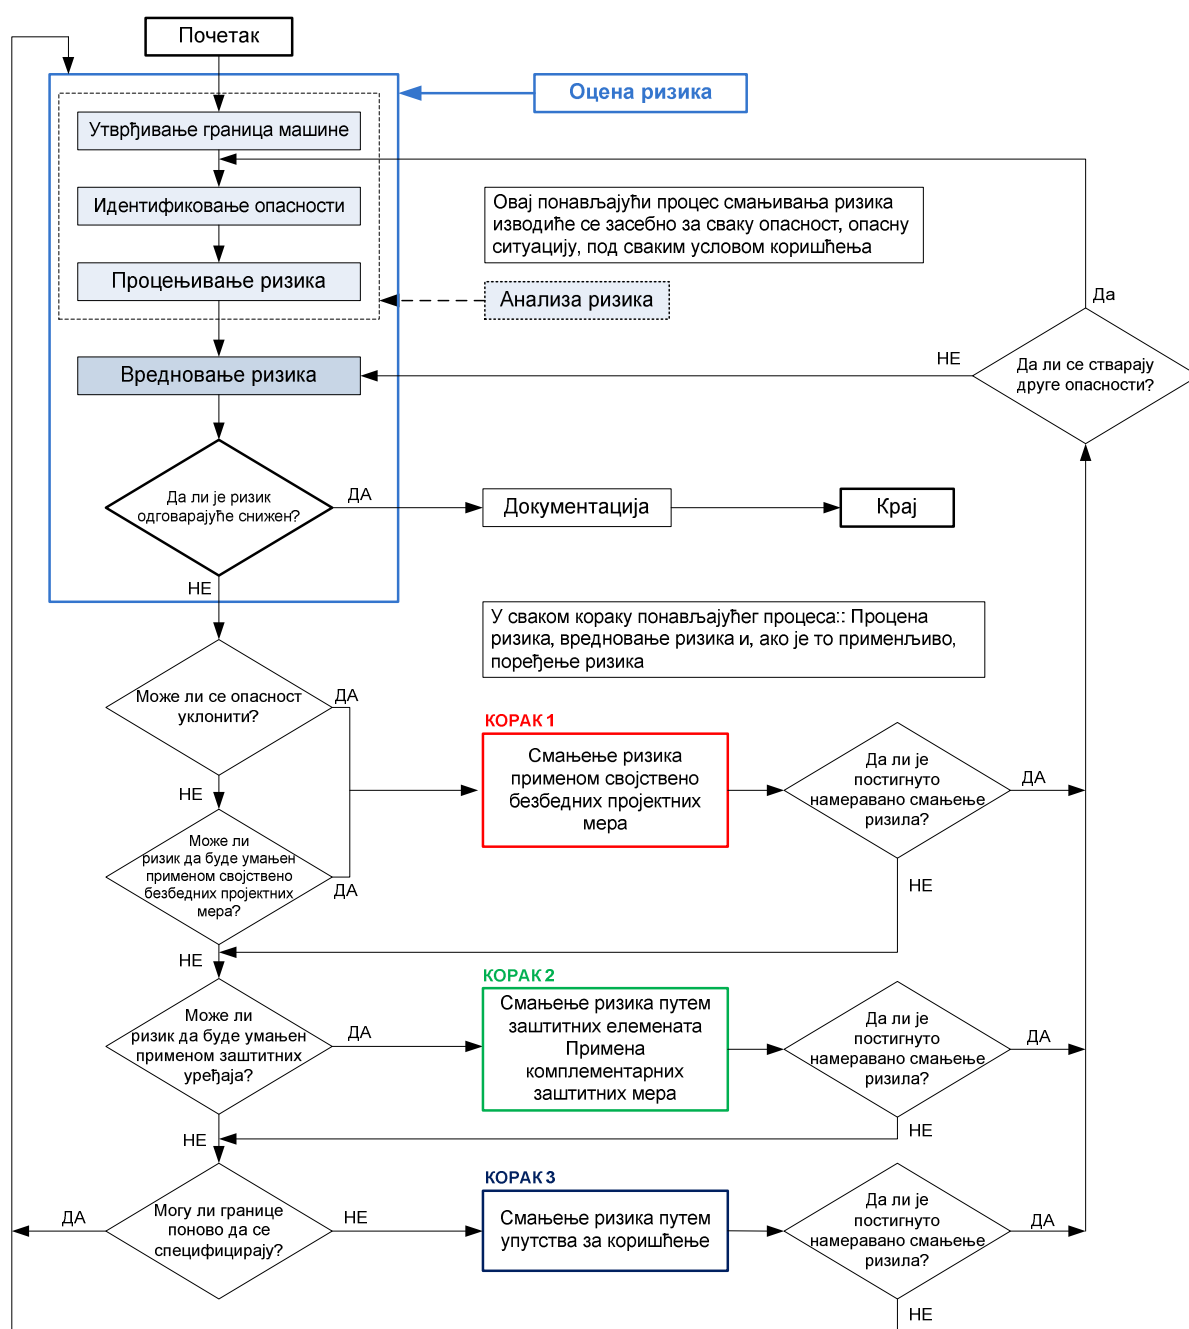 Почетак
Оцена ризика
Утврђивање граница машине
Идентификовање опасности
Овај понављајући процес смањивања ризика
изводиће се засебно за сваку опасност, опасну
ситуацију, под сваким условом коришћења
Процењивање ризика
Анализа ризика
Да
Вредновање ризика
НЕ
Да ли се стварају
друге опасности?
Да ли је ризик
одговарајуће снижен?
ДА
Документација
Крај
НЕ
У сваком кораку понављајућег процеса:: Процена
ризика, вредновање ризика и, ако је то применљиво,
поређење ризика
Може ли се опасност
уклонити?
ДА
КОРАК 1
Смањење ризика
применом својствено
безбедних пројектних
мера
Да ли је
постигнуто
намеравано смањење
ризила?
ДА
НЕ
Може ли
ризик да буде умањен
применом својствено
безбедних пројектних
мера?
ДА
НЕ
НЕ
КОРАК 2
Може ли
ризик да буде умањен
применом заштитних
уређаја?
ДА
Смањење ризика путем
заштитних елемената
Примена
комплементарних
заштитних мера
Да ли је
постигнуто
намеравано смањење
ризила?
ДА
НЕ
НЕ
КОРАК 3
ДА
Могу ли границе
поново да се
специфицирају?
НЕ
Смањење ризика путем
упутства за коришћење
Да ли је
постигнуто
намеравано смањење
ризила?
ДА
НЕ